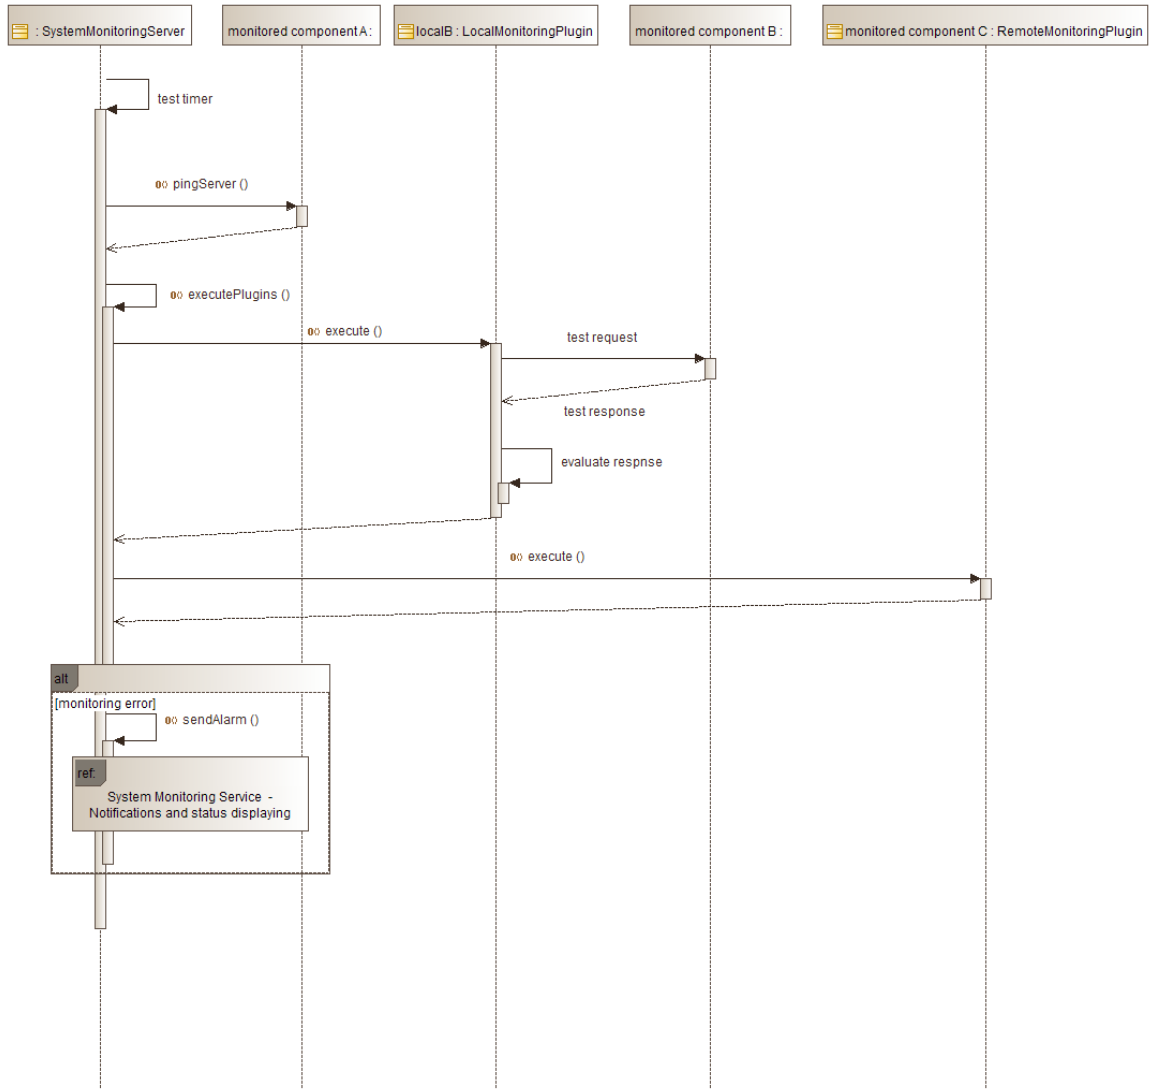 : SystemMonitoringServer
monitored component A :
localB : LocalMonitoringPlugin
monitored component B :
monitored component C : RemoteMonitoringPlugin
test timer
pingServer ()
executePlugins ()
execute ()
test request
test response
evaluate respnse
execute ()
alt
[monitoring error]
sendAlarm ()
ref:
System Monitoring Service -
Notifications and status displaying